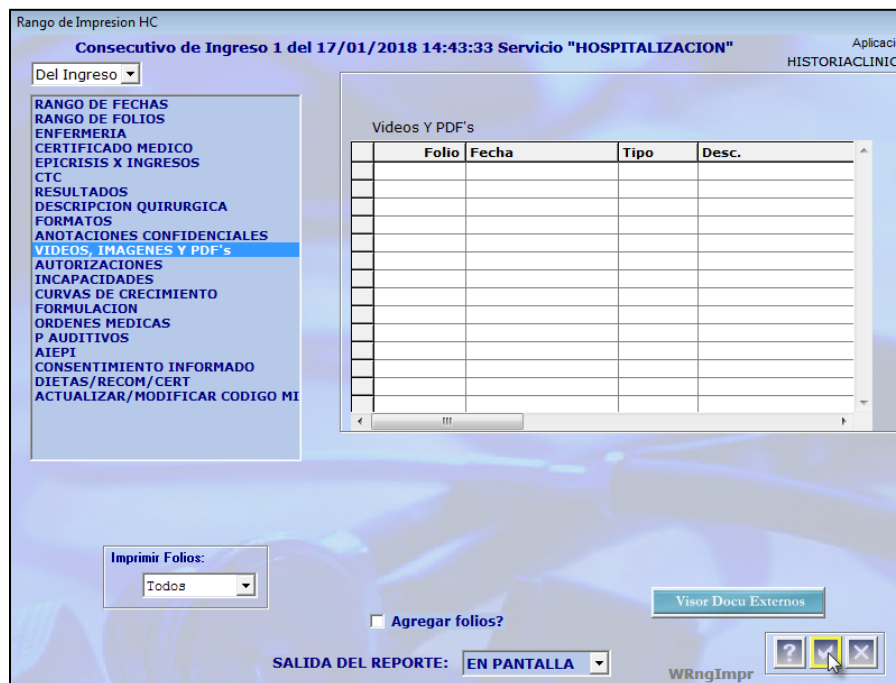 Rango de Impresion HC
Consecutivo de Ingreso 1 del 17/01/2018 14:43:33 Servicio "HOSPITALIZACION"
Aplicaci
HISTORIACLINIC
Del Ingreso
RANGO DE FECHAS
RANGO DE FOLIOS
ENFERMERIA
CERTIFICADO MEDICO
EPICRISIS X INGRESOS
CTC
RESULTADOS
DESCRIPCION QUIRURGICA
FORMATOS
ANOTACIONES CONFIDENCIALES
VIDEOS, IMAGENES Y PDF's
AUTORIZACIONES
INCAPACIDADES
CURVAS DE CRECIMIENTO
FORMULACION
ORDENES MEDICAS
P AUDITIVOS
AIEPI
CONSENTIMIENTO INFORMADO
DIETAS/RECOM/CERT
ACTUALIZAR/MODIFICAR CODIGO MI
Videos Y PDF's
Folio Fecha Tipo Desc.
Imprimir Folios:
Todos
Visor Docu Externos
Agregar folios?
SALIDA DEL REPORTE: EN PANTALLA
?
WRngImpr